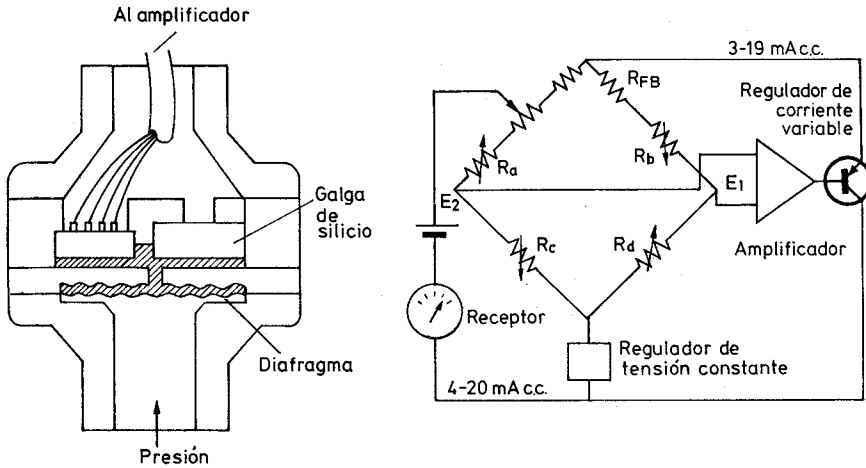 Al amplificador
Galga
de
silicio
Diafragma
Presión
3-19 mA c.c.
Regulador de
corriente
variable
R_FB
R_a
R_b
E_2
E_1
Amplificador
R_c
R_d
Receptor
Regulador de
tensión constante
4-20 mA c.c.